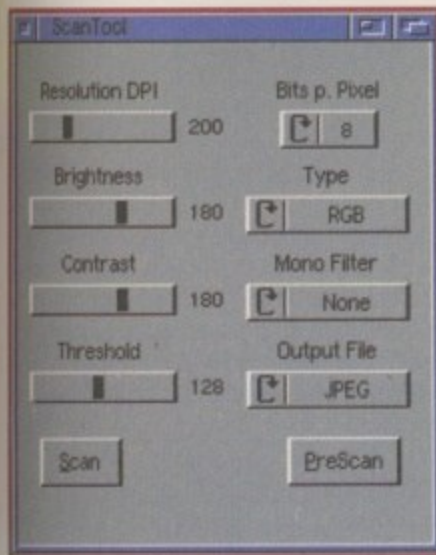 ScanTool
Resolution DPI
200
Bits p. Pixel
8
Brightness
180
Type
RGB
Contrast
180
Mono Filter
None
Threshold
128
Output File
JPEG
Scan
PreScan